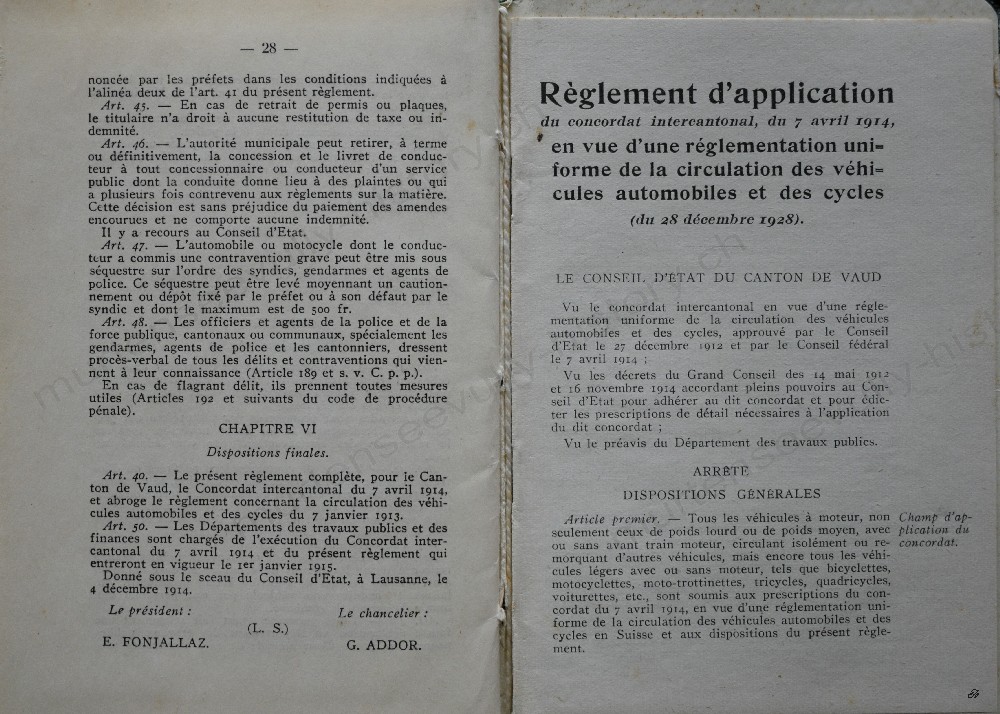 — 28 —
noncée par les préfets dans les conditions indiquées à
l'alinéa deux de l'art. 41 du présent règlement.
Art. 45. — En cas de retrait de permis ou plaques,
le titulaire n'a droit à aucune restitution de taxe ou in-
demnité.
Art. 46. — L'autorité municipale peut retirer, à terme
ou définitivement, la concession et le livret de conduc-
teur à tout concessionnaire ou conducteur d'un service
public dont la conduite donne lieu à des plaintes ou qui
a plusieurs fois contrevenu aux règlements sur la matière.
Cette décision est sans préjudice du paiement des amendes
encourues et ne comporte aucune indemnité.
Il y a recours au Conseil d'Etat.
Art. 47. — L'automobile ou motocycle dont le conduc-
teur a commis une contravention grave peut être mis sous
séquestre sur l'ordre des syndics, gendarmes et agents de
police. Ce séquestre peut être levé moyennant un caution-
nement ou dépôt fixé par le préfet ou à son défaut par le
syndic et dont le maximum est de 500 fr.
Art. 48. — Les officiers et agents de la police et de la
force publique, cantonaux ou communaux, spécialement les
gendarmes, agents de police et les cantonniers, dressent
procès-verbal de tous les délits et contraventions qui vien-
nent à leur connaissance (Article 189 et s. v. C. p. p.).
En cas de flagrant délit, ils prennent toutes mesures
utiles (Articles 192 et suivants du code de procédure
pénale).
CHAPITRE VI
Dispositions finales.
Art. 40. — Le présent règlement complète, pour le Can-
ton de Vaud, le Concordat intercantonal du 7 avril 1914,
et abroge le règlement concernant la circulation des véhi-
cules automobiles et des cycles du 7 janvier 1913.
Art. 50. — Les Départements des travaux publics et des
finances sont chargés de l'exécution du Concordat inter-
cantonal du 7 avril 1914 et du présent règlement qui
entreront en vigueur le 1er janvier 1915.
Donné sous le sceau du Conseil d'Etat, à Lausanne, le
4 décembre 1914.
Le président : Le chancelier :
(L. S.)
E. FONJALLAZ. G. ADDOR.
Règlement d'application
du concordat intercantonal, du 7 avril 1914,
en vue d'une réglementation uni-
forme de la circulation des véhi-
cules automobiles et des cycles
(du 28 décembre 1928).
LE CONSEIL D'ÉTAT DU CANTON DE VAUD
Vu le concordat intercantonal en vue d'une régle-
mentation uniforme de la circulation des véhicules
automobiles et des cycles, approuvé par le Conseil
d'Etat le 27 décembre 1912 et par le Conseil fédéral
le 7 avril 1914 ;
Vu les décrets du Grand Conseil des 14 mai 1912
et 16 novembre 1914 accordant pleins pouvoirs au Con-
seil d'Etat pour adhérer au dit concordat et pour édic-
ter les prescriptions de détail nécessaires à l'application
du dit concordat ;
Vu le préavis du Département des travaux publics.
ARRÊTE
DISPOSITIONS GÉNÉRALES
Article premier. — Tous les véhicules à moteur, non
seulement ceux de poids lourd ou de poids moyen, avec
ou sans avant train moteur, circulant isolément ou re-
morquant d'autres véhicules, mais encore tous les véhi-
cules légers avec ou sans moteur, tels que bicyclettes,
motocyclettes, moto-trottinettes, tricycles, quadricycles,
voiturettes, etc., sont soumis aux prescriptions du con-
cordat du 7 avril 1914, en vue d'une réglementation uni-
forme de la circulation des véhicules automobiles et des
cycles en Suisse et aux dispositions du présent règle-
ment.
Champ d'ap-
plication du
concordat.